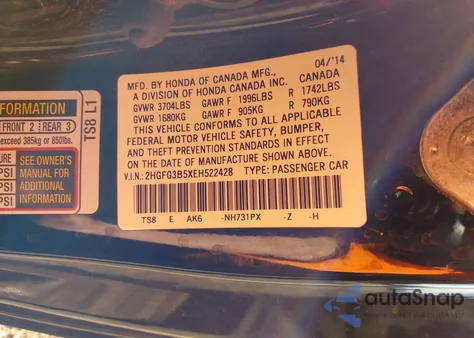 MFD. BY HONDA OF CANADA MFG., 04/'14
A DIVISION OF HONDA CANADA INC. CANADA
GVWR 3704LBS GAWR F 1996LBS R 1742LBS
GVWR 1680KG GAWR F 905KG R 790KG
THIS VEHICLE CONFORMS TO ALL APPLICABLE
FEDERAL MOTOR VEHICLE SAFETY, BUMPER,
AND THEFT PREVENTION STANDARDS IN EFFECT
ON THE DATE OF MANUFACTURE SHOWN ABOVE.
V.I.N.: 2HGFG3B5XEH522428 TYPE: PASSENGER CAR
TS8 E AK6 -NH731PX -Z -H
FORMATION
FRONT 2 REAR 3
exceed 385kg or 850lbs.
PSI SEE OWNER'S
PSI MANUAL FOR
PSI ADDITIONAL
INFORMATION
TS8 L1
autoSnap